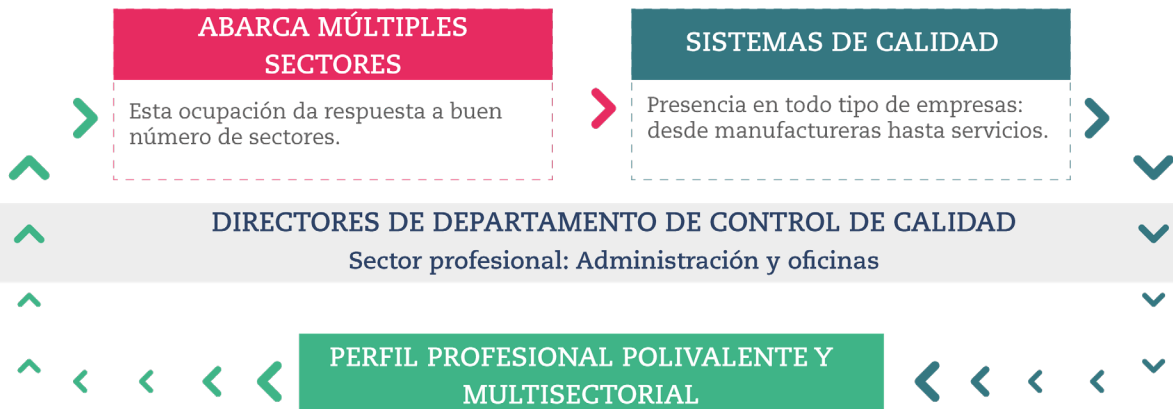 ABARCA MÚLTIPLES
SECTORES
Esta ocupación da respuesta a buen
número de sectores.
SISTEMAS DE CALIDAD
Presencia en todo tipo de empresas:
desde manufactureras hasta servicios.
DIRECTORES DE DEPARTAMENTO DE CONTROL DE CALIDAD
Sector profesional: Administración y oficinas
PERFIL PROFESIONAL POLIVALENTE Y
MULTISECTORIAL